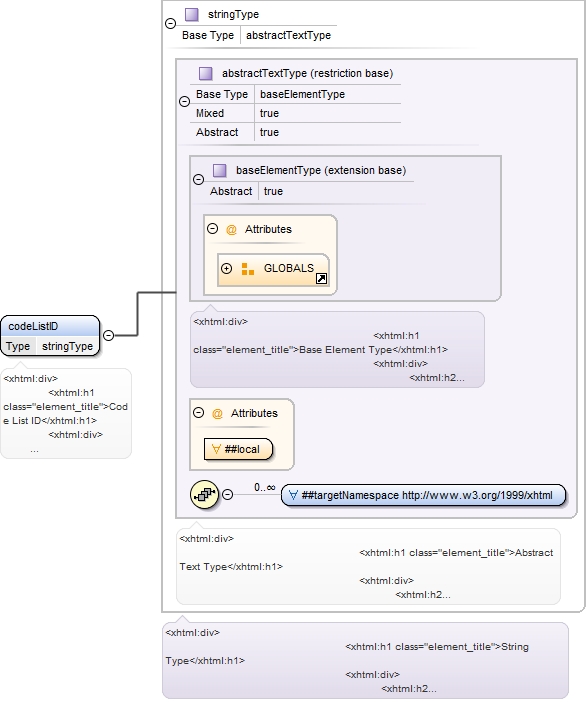 stringType
Base Type abstractTextType
abstractTextType (restriction base)
Base Type baseElementType
Mixed true
Abstract true
baseElementType (extension base)
Abstract true
@ Attributes
GLOBALS
codeListID
Type stringType
<xhtml:div>
<xhtml:h1
class="element_title">Cod
e List ID</xhtml:h1>
<xhtml:div>
...
<xhtml:div>
<xhtml:h1
class="element_title">Base Element Type</xhtml:h1>
<xhtml:div>
<xhtml:h2...
@ Attributes
∀ ##local
0..∞
∀ ##targetNamespace http://www.w3.org/1999/xhtml
<xhtml:div>
<xhtml:h1 class="element_title">Abstract
Text Type</xhtml:h1>
<xhtml:div>
<xhtml:h2...
<xhtml:div>
<xhtml:h1 class="element_title">String
Type</xhtml:h1>
<xhtml:div>
<xhtml:h2...